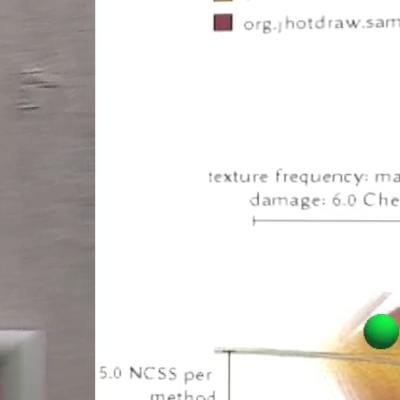 org.jhotdraw.sam
texture frequency: ma
damage: 6.0 Che
5.0 NCSS per
method